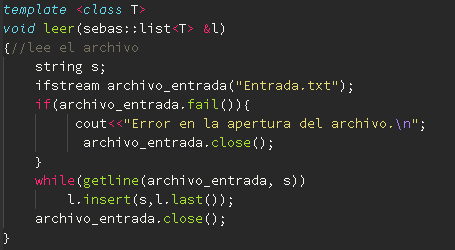 template <class T>
void leer(sebas::list<T> &l)
{//lee el archivo
    string s;
    ifstream archivo_entrada("Entrada.txt");
    if(archivo_entrada.fail()){
        cout<<"Error en la apertura del archivo.\n";
         archivo_entrada.close();
    }
    while(getline(archivo_entrada, s))
        l.insert(s,l.last());
    archivo_entrada.close();
}